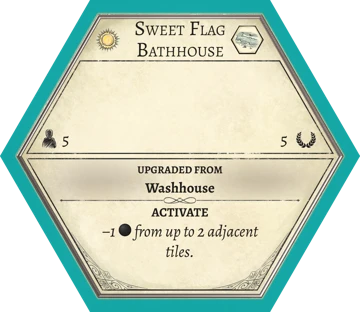 Sweet Flag
Bathhouse
5 5
UPGRADED FROM
Washhouse
ACTIVATE
–1 from up to 2 adjacent
tiles.